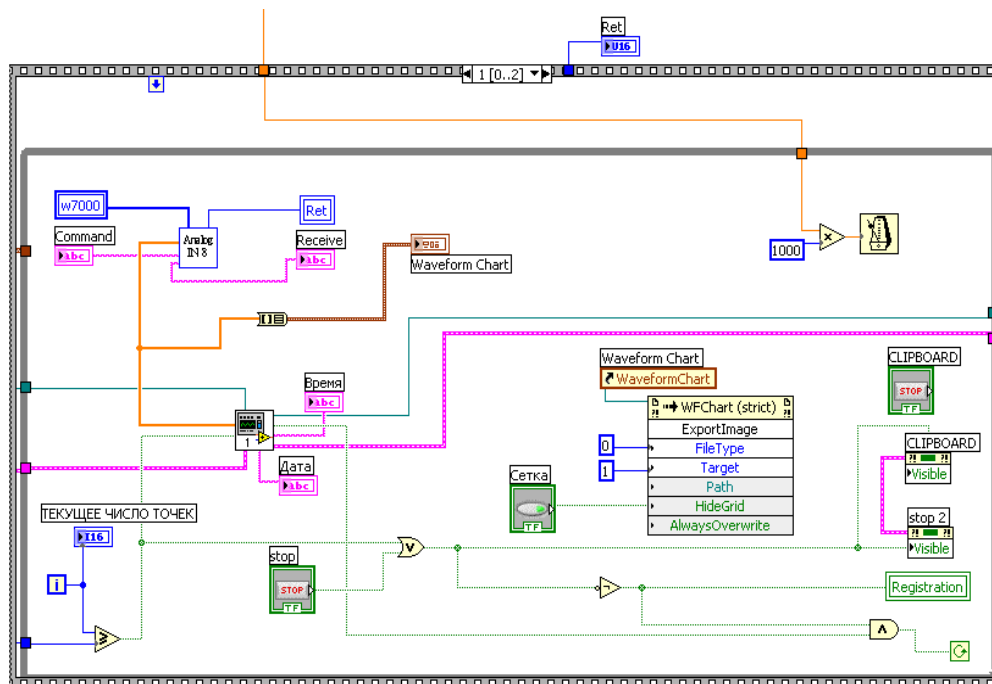 Ret
U16
1 [0..2]
w7000
Ret
Analog
IN 8
Command
abc
Receive
abc
Waveform Chart
1000
Waveform Chart
WaveformChart
CLIPBOARD
STOP
TF
Время
abc
WFChart (strict)
ExportImage
FileType
Target
Path
HideGrid
AlwaysOverwrite
0
1
1
CLIPBOARD
Visible
Дата
abc
Сетка
TF
ТЕКУЩЕЕ ЧИСЛО ТОЧЕК
I16
stop 2
Visible
stop
STOP
TF
i
Registration